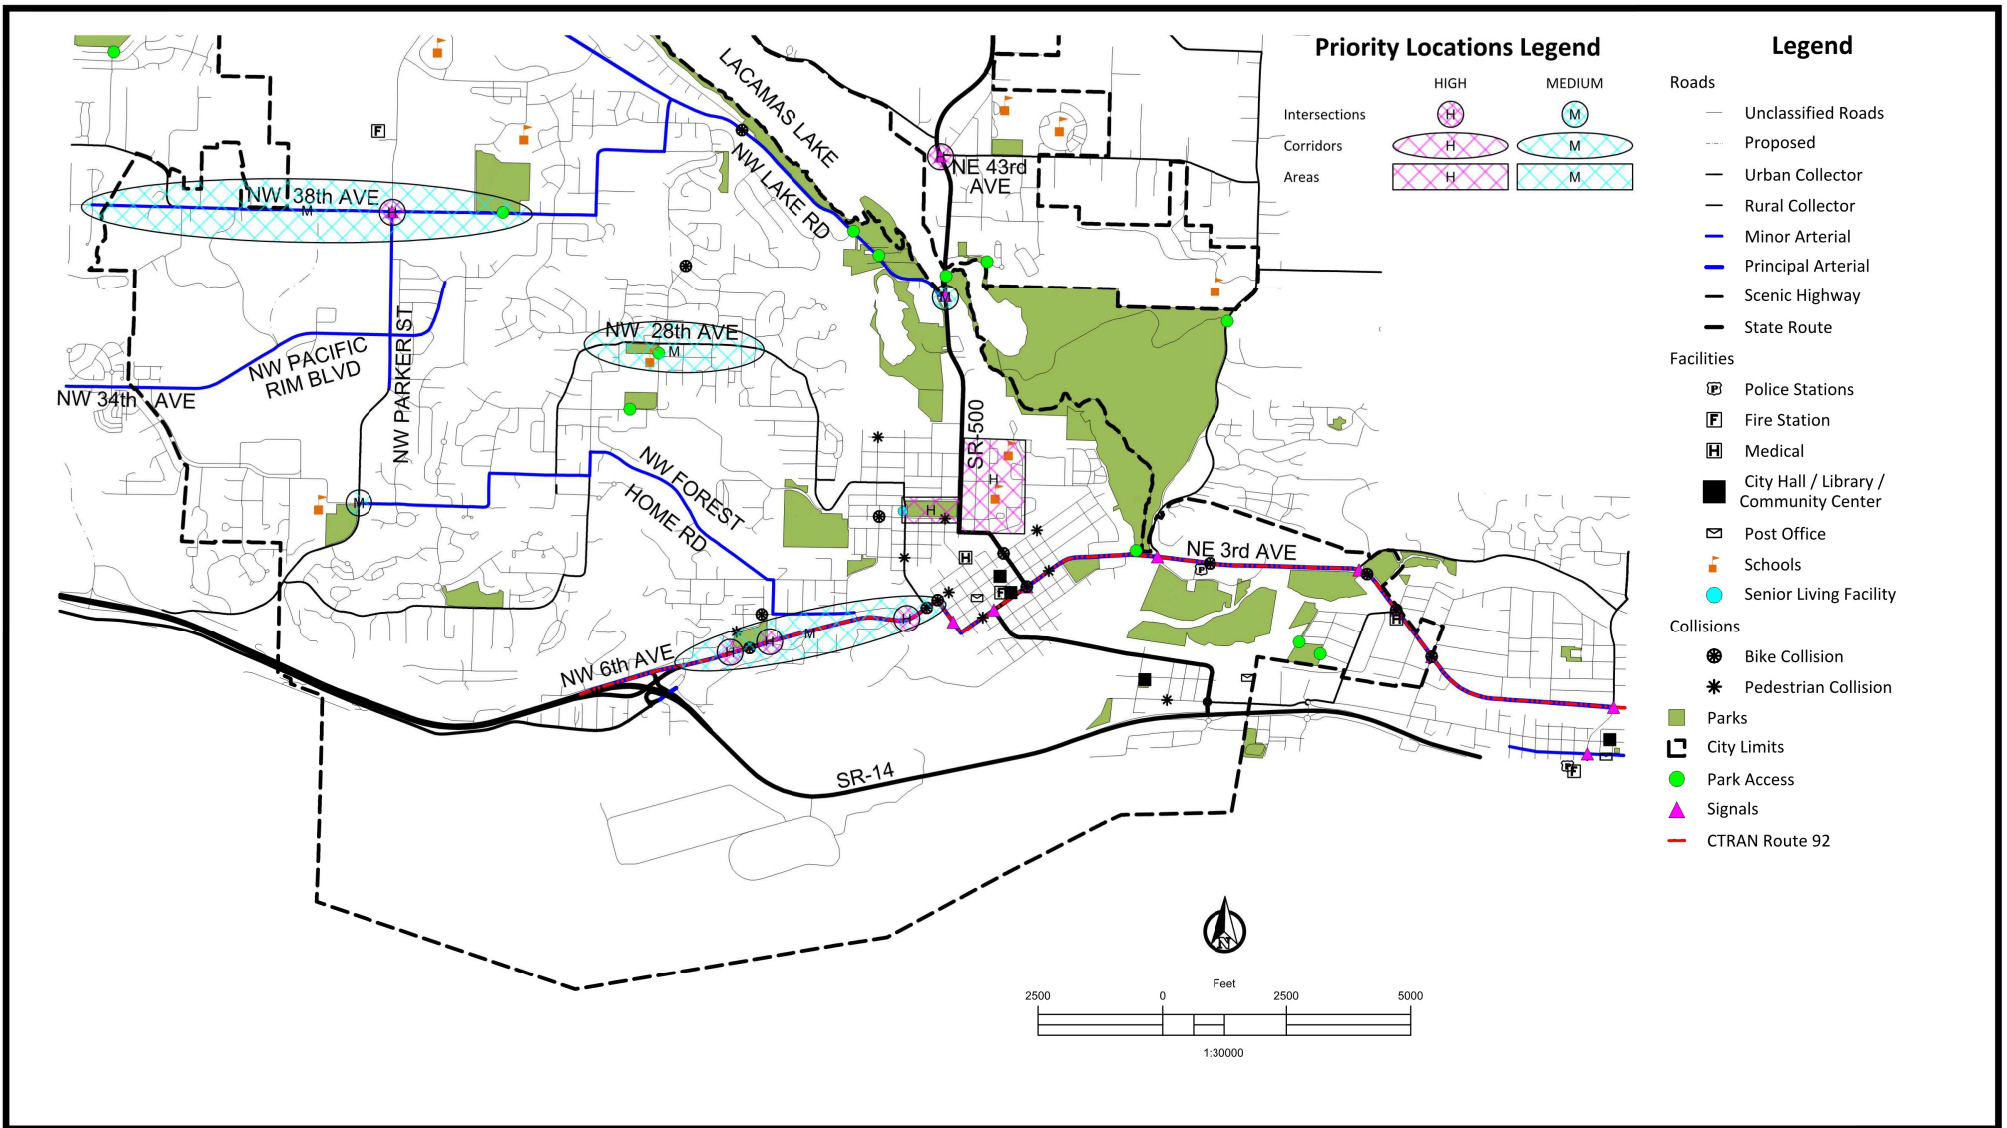 LACAMAS LAKE
NW LAKE RD
NE 43rd
AVE
NW 38th AVE
M
H
M
NW 28th AVE
M
NW PACIFIC
RIM BLVD
NW PARKER ST
NW 34th AVE
SR-500
H
H
M
NW FOREST
HOME RD
NE 3rd AVE
NW 6th AVE
H
H
M
H
SR-14
F
H
F
P
H
P
F
Priority Locations Legend
HIGH MEDIUM
Intersections H M
Corridors H M
Areas H M
Legend
Roads
Unclassified Roads
Proposed
Urban Collector
Rural Collector
Minor Arterial
Principal Arterial
Scenic Highway
State Route
Facilities
P Police Stations
F Fire Station
H Medical
City Hall / Library /
Community Center
Post Office
Schools
Senior Living Facility
Collisions
Bike Collision
Pedestrian Collision
Parks
City Limits
Park Access
Signals
CTRAN Route 92
N
Feet
2500 0 2500 5000
1:30000